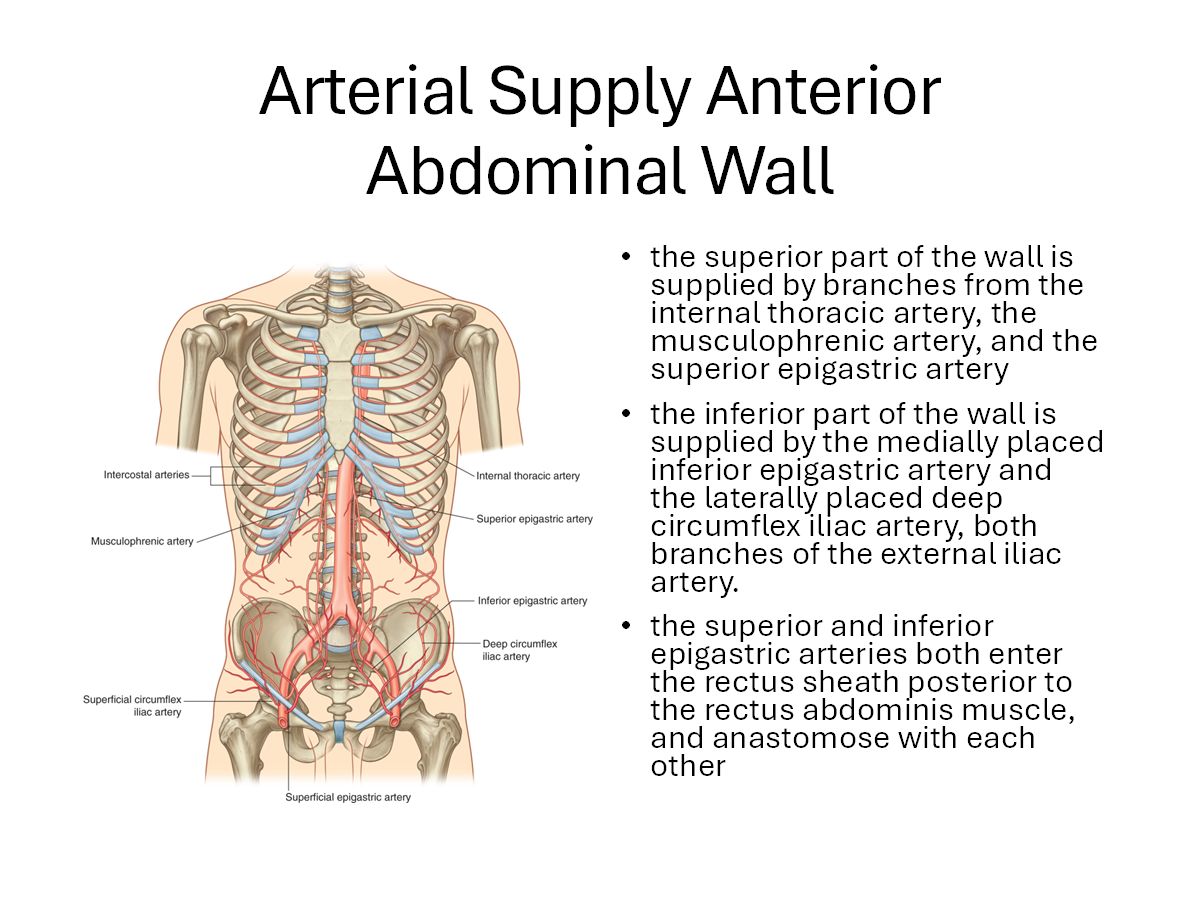 Arterial Supply Anterior
Abdominal Wall
Intercostal arteries
Musculophrenic artery
Superficial circumflex
iliac artery
Superficial epigastric artery
Internal thoracic artery
Superior epigastric artery
Inferior epigastric artery
Deep circumflex
iliac artery
• the superior part of the wall is
supplied by branches from the
internal thoracic artery, the
musculophrenic artery, and the
superior epigastric artery
• the inferior part of the wall is
supplied by the medially placed
inferior epigastric artery and
the laterally placed deep
circumflex iliac artery, both
branches of the external iliac
artery.
• the superior and inferior
epigastric arteries both enter
the rectus sheath posterior to
the rectus abdominis muscle,
and anastomose with each
other